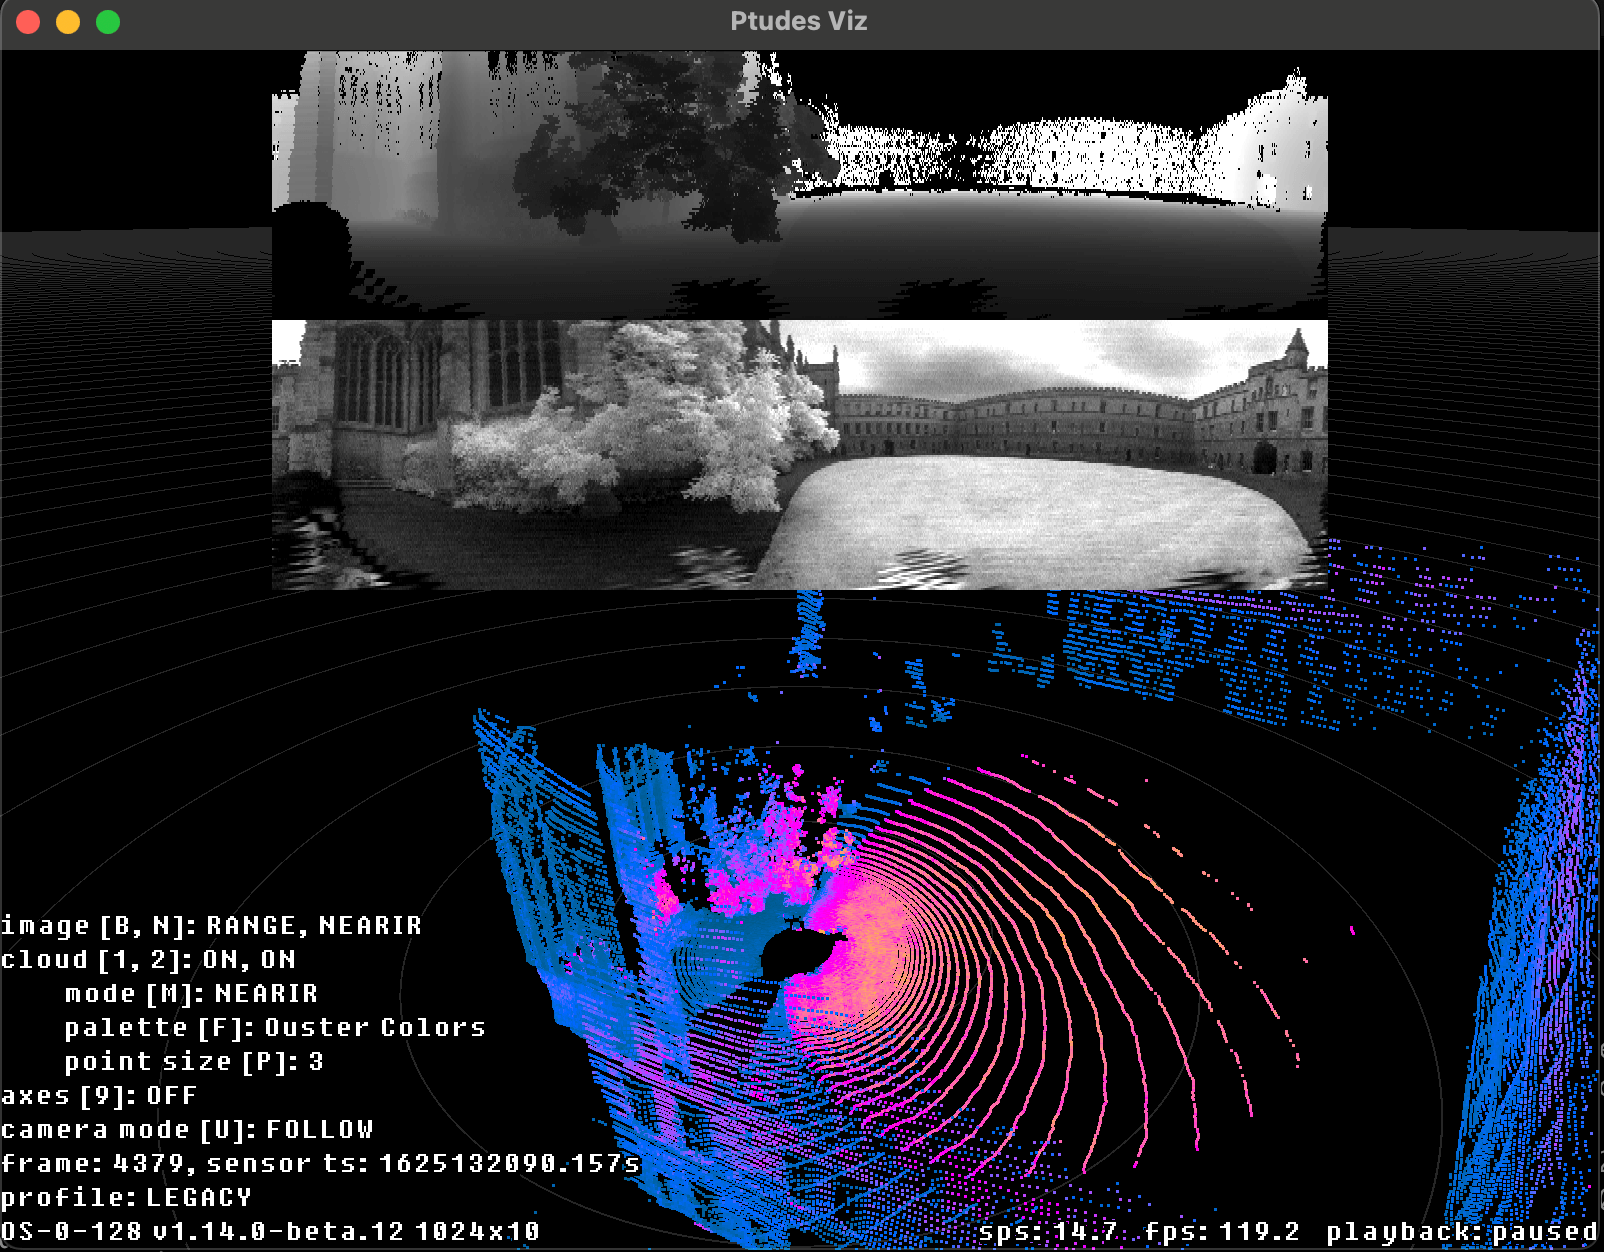 Ptudes Viz
image [B, N]: RANGE, NEARIR
cloud [1, 2]: ON, ON
mode [M]: NEARIR
palette [F]: Ouster Colors
point size [P]: 3
axes [9]: OFF
camera mode [U]: FOLLOW
frame: 4379, sensor ts: 1625132090.157s
profile: LEGACY
OS-0-128 v1.14.0-beta.12 1024x10
sps: 14.7 fps: 119.2 playback: paused